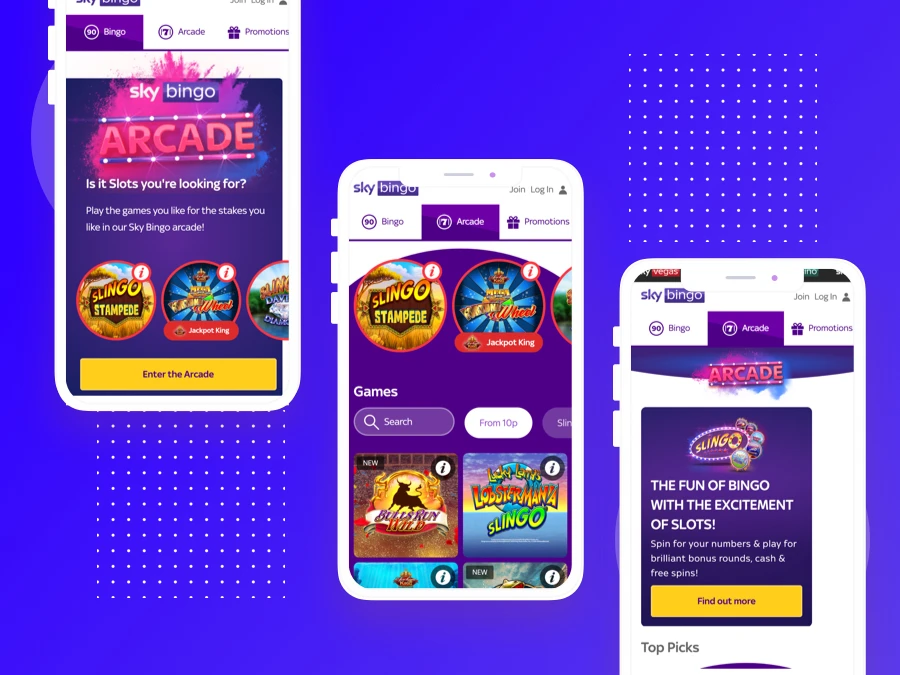 sky bingo
Join Log In
90 Bingo
7 Arcade
Promotions
sky bingo
ARCADE
Is it Slots you're looking for?
Play the games you like for the stakes you
like in our Sky Bingo arcade!
SLINGO
STAMPEDE
i
Wheel
i
Jackpot King
SLINGO
Enter the Arcade
sky bingo
Join Log In
90 Bingo
7 Arcade
Promotions
SLINGO
STAMPEDE
i
Wheel
i
Jackpot King
Games
Search
From 10p
Slin
NEW
i
BULLS RUN
WILD
i
Lucky Larry's
LOBSTERMANIA
SLINGO
i
NEW
i
vegas
sky bingo
Join Log In
90 Bingo
7 Arcade
Promotions
ARCADE
SLINGO
THE FUN OF BINGO
WITH THE EXCITEMENT
OF SLOTS!
Spin for your numbers & play for
brilliant bonus rounds, cash &
free spins!
Find out more
Top Picks